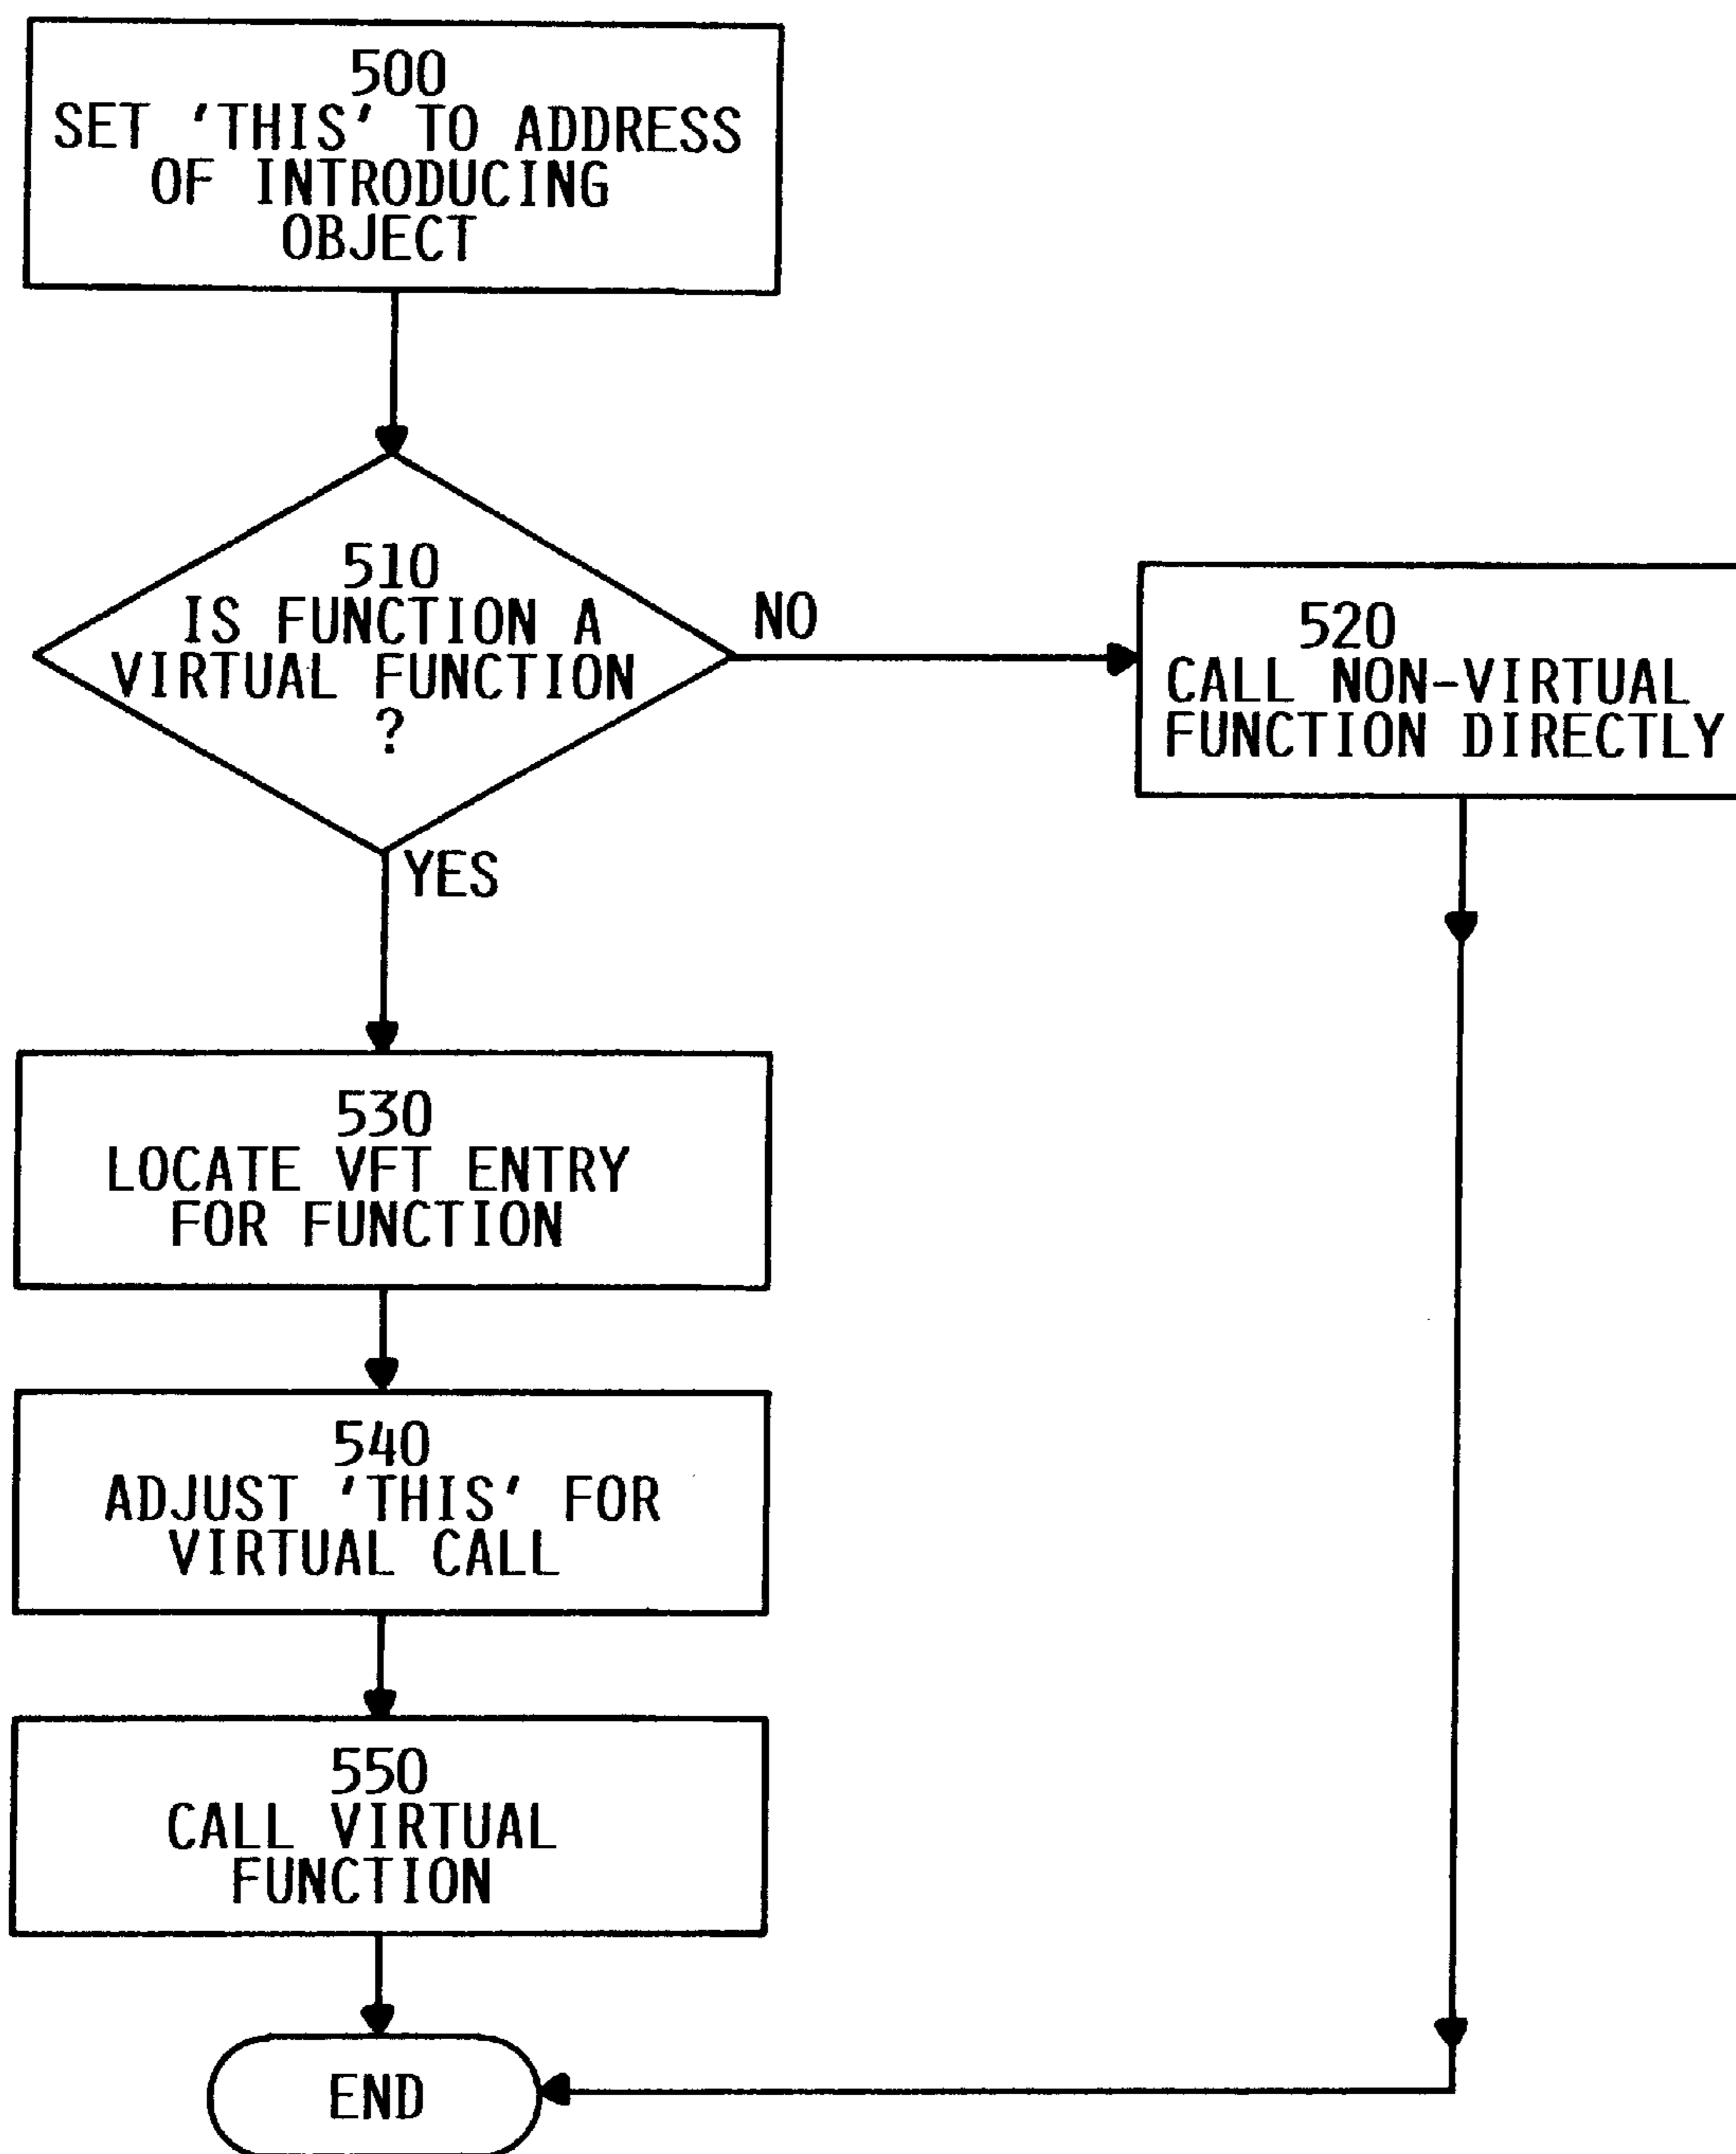 500
SET 'THIS' TO ADDRESS
OF INTRODUCING
OBJECT
510
IS FUNCTION A
VIRTUAL FUNCTION
?
NO
520
CALL NON-VIRTUAL
FUNCTION DIRECTLY
YES
530
LOCATE VFT ENTRY
FOR FUNCTION
540
ADJUST 'THIS' FOR
VIRTUAL CALL
550
CALL VIRTUAL
FUNCTION
END